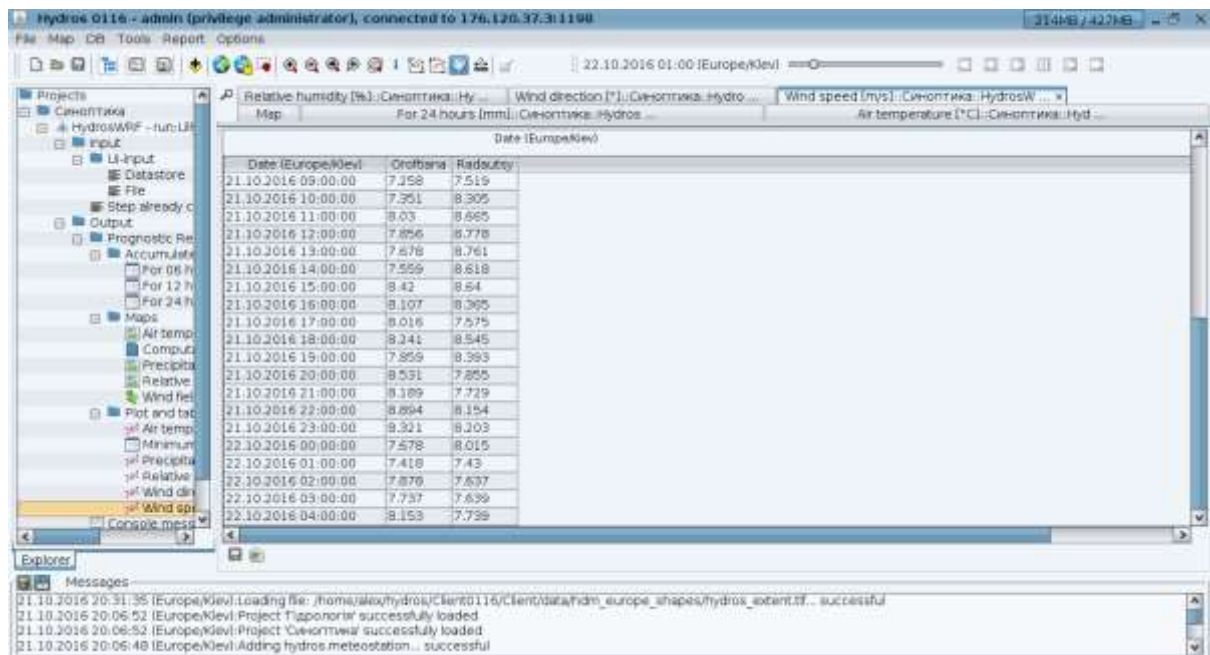 Hydros 0116 - admin (privilege administrator), connected to 176.120.37.3:1198
314MB / 427MB
File Map DB Tools Report Options
22.10.2016 01:00 (Europe/Kiev)
Projects
Синоптика
HydrosWRF - run:
Input
UI-Input
Datastore
File
Step already c
Output
Prognostic Re
Accumulate
For 06 h
For 12 h
For 24 h
Maps
Air temp
Computa
Precipita
Relative
Wind fiel
Plot and tab
Air temp
Minimum
Precipita
Relative
Wind dire
Wind spe
Console mess
Explorer
Relative humidity [%]::Синоптика::Hy ...
Wind direction [°]::Синоптика::Hydro ...
Wind speed [m/s]::Синоптика::HydrosW ...
Map
For 24 hours [mm]::Синоптика::Hydros ...
Air temperature [°C]::Синоптика::Hyd ...
Date (Europe/Kiev)
Date (Europe/Kiev) Oroftiana Radautsy
21.10.2016 09:00:00 7.258 7.519
21.10.2016 10:00:00 7.351 8.305
21.10.2016 11:00:00 8.03 8.665
21.10.2016 12:00:00 7.856 8.778
21.10.2016 13:00:00 7.678 8.761
21.10.2016 14:00:00 7.559 8.618
21.10.2016 15:00:00 8.42 8.64
21.10.2016 16:00:00 8.107 8.365
21.10.2016 17:00:00 8.016 7.575
21.10.2016 18:00:00 8.241 8.545
21.10.2016 19:00:00 7.859 8.393
21.10.2016 20:00:00 8.531 7.855
21.10.2016 21:00:00 8.189 7.729
21.10.2016 22:00:00 8.894 8.154
21.10.2016 23:00:00 8.321 8.203
22.10.2016 00:00:00 7.678 8.015
22.10.2016 01:00:00 7.418 7.43
22.10.2016 02:00:00 7.878 7.637
22.10.2016 03:00:00 7.737 7.639
22.10.2016 04:00:00 8.153 7.739
Messages
21.10.2016 20:31:35 (Europe/Kiev):Loading file: /home/alex/hydros/Client0116/Client/data/hdm_europe_shapes/hydros_extent.tif... successful
21.10.2016 20:06:52 (Europe/Kiev):Project 'Гідрологія' successfully loaded
21.10.2016 20:06:52 (Europe/Kiev):Project 'Синоптика' successfully loaded
21.10.2016 20:06:48 (Europe/Kiev):Adding hydros.meteostation... successful